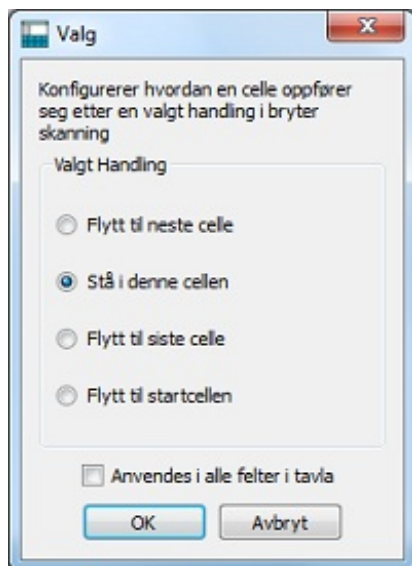 Valg
Konfigurerer hvordan en celle oppfører
seg etter en valgt handling i bryter
skanning
Valgt Handling
Flytt til neste celle
Stå i denne cellen
Flytt til siste celle
Flytt til startcellen
Anvendes i alle felter i tavla
OK
Avbryt